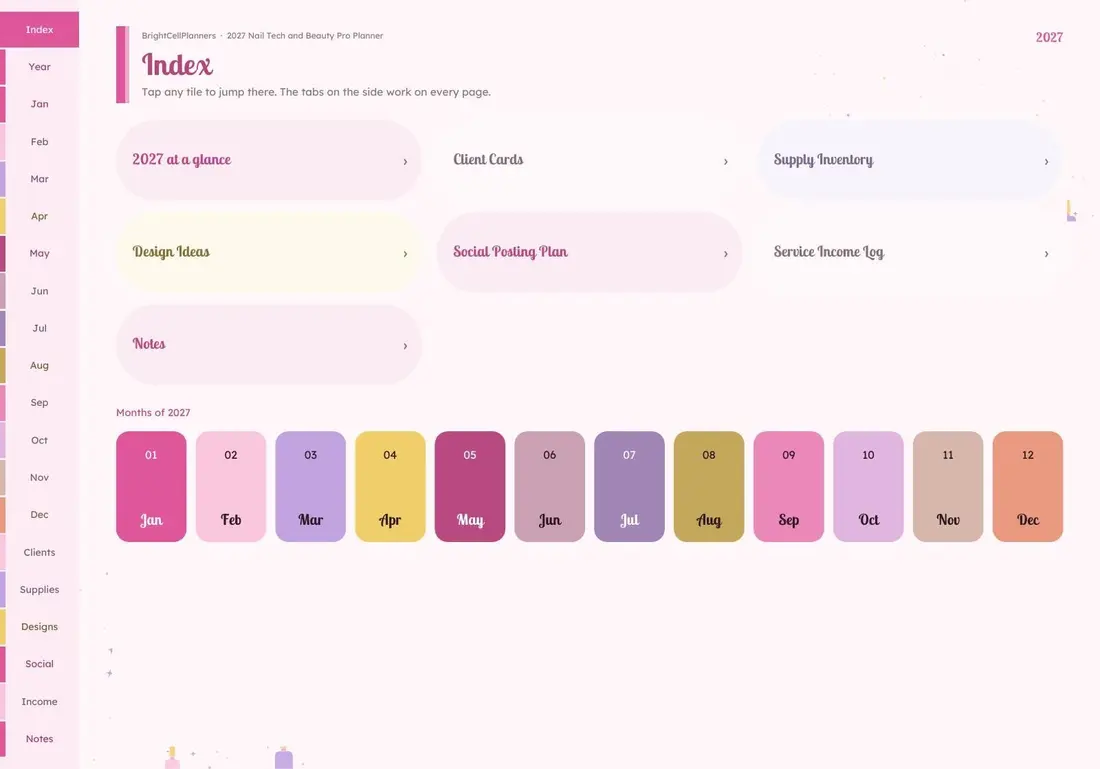 Index
Year
Jan
Feb
Mar
Apr
May
Jun
Jul
Aug
Sep
Oct
Nov
Dec
Clients
Supplies
Designs
Social
Income
Notes
BrightCellPlanners · 2027 Nail Tech and Beauty Pro Planner
2027
Index
Tap any tile to jump there. The tabs on the side work on every page.
2027 at a glance ›
Client Cards ›
Supply Inventory ›
Design Ideas ›
Social Posting Plan ›
Service Income Log ›
Notes ›
Months of 2027
01 02 03 04 05 06 07 08 09 10 11 12
Jan Feb Mar Apr May Jun Jul Aug Sep Oct Nov Dec